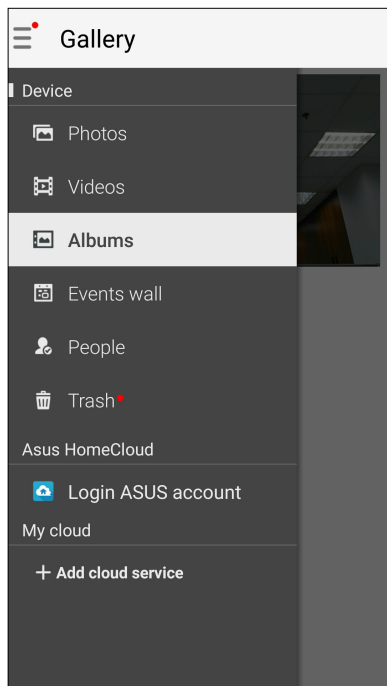 Gallery
Device
Photos
Videos
Albums
Events wall
People
Trash
Asus HomeCloud
Login ASUS account
My cloud
+ Add cloud service